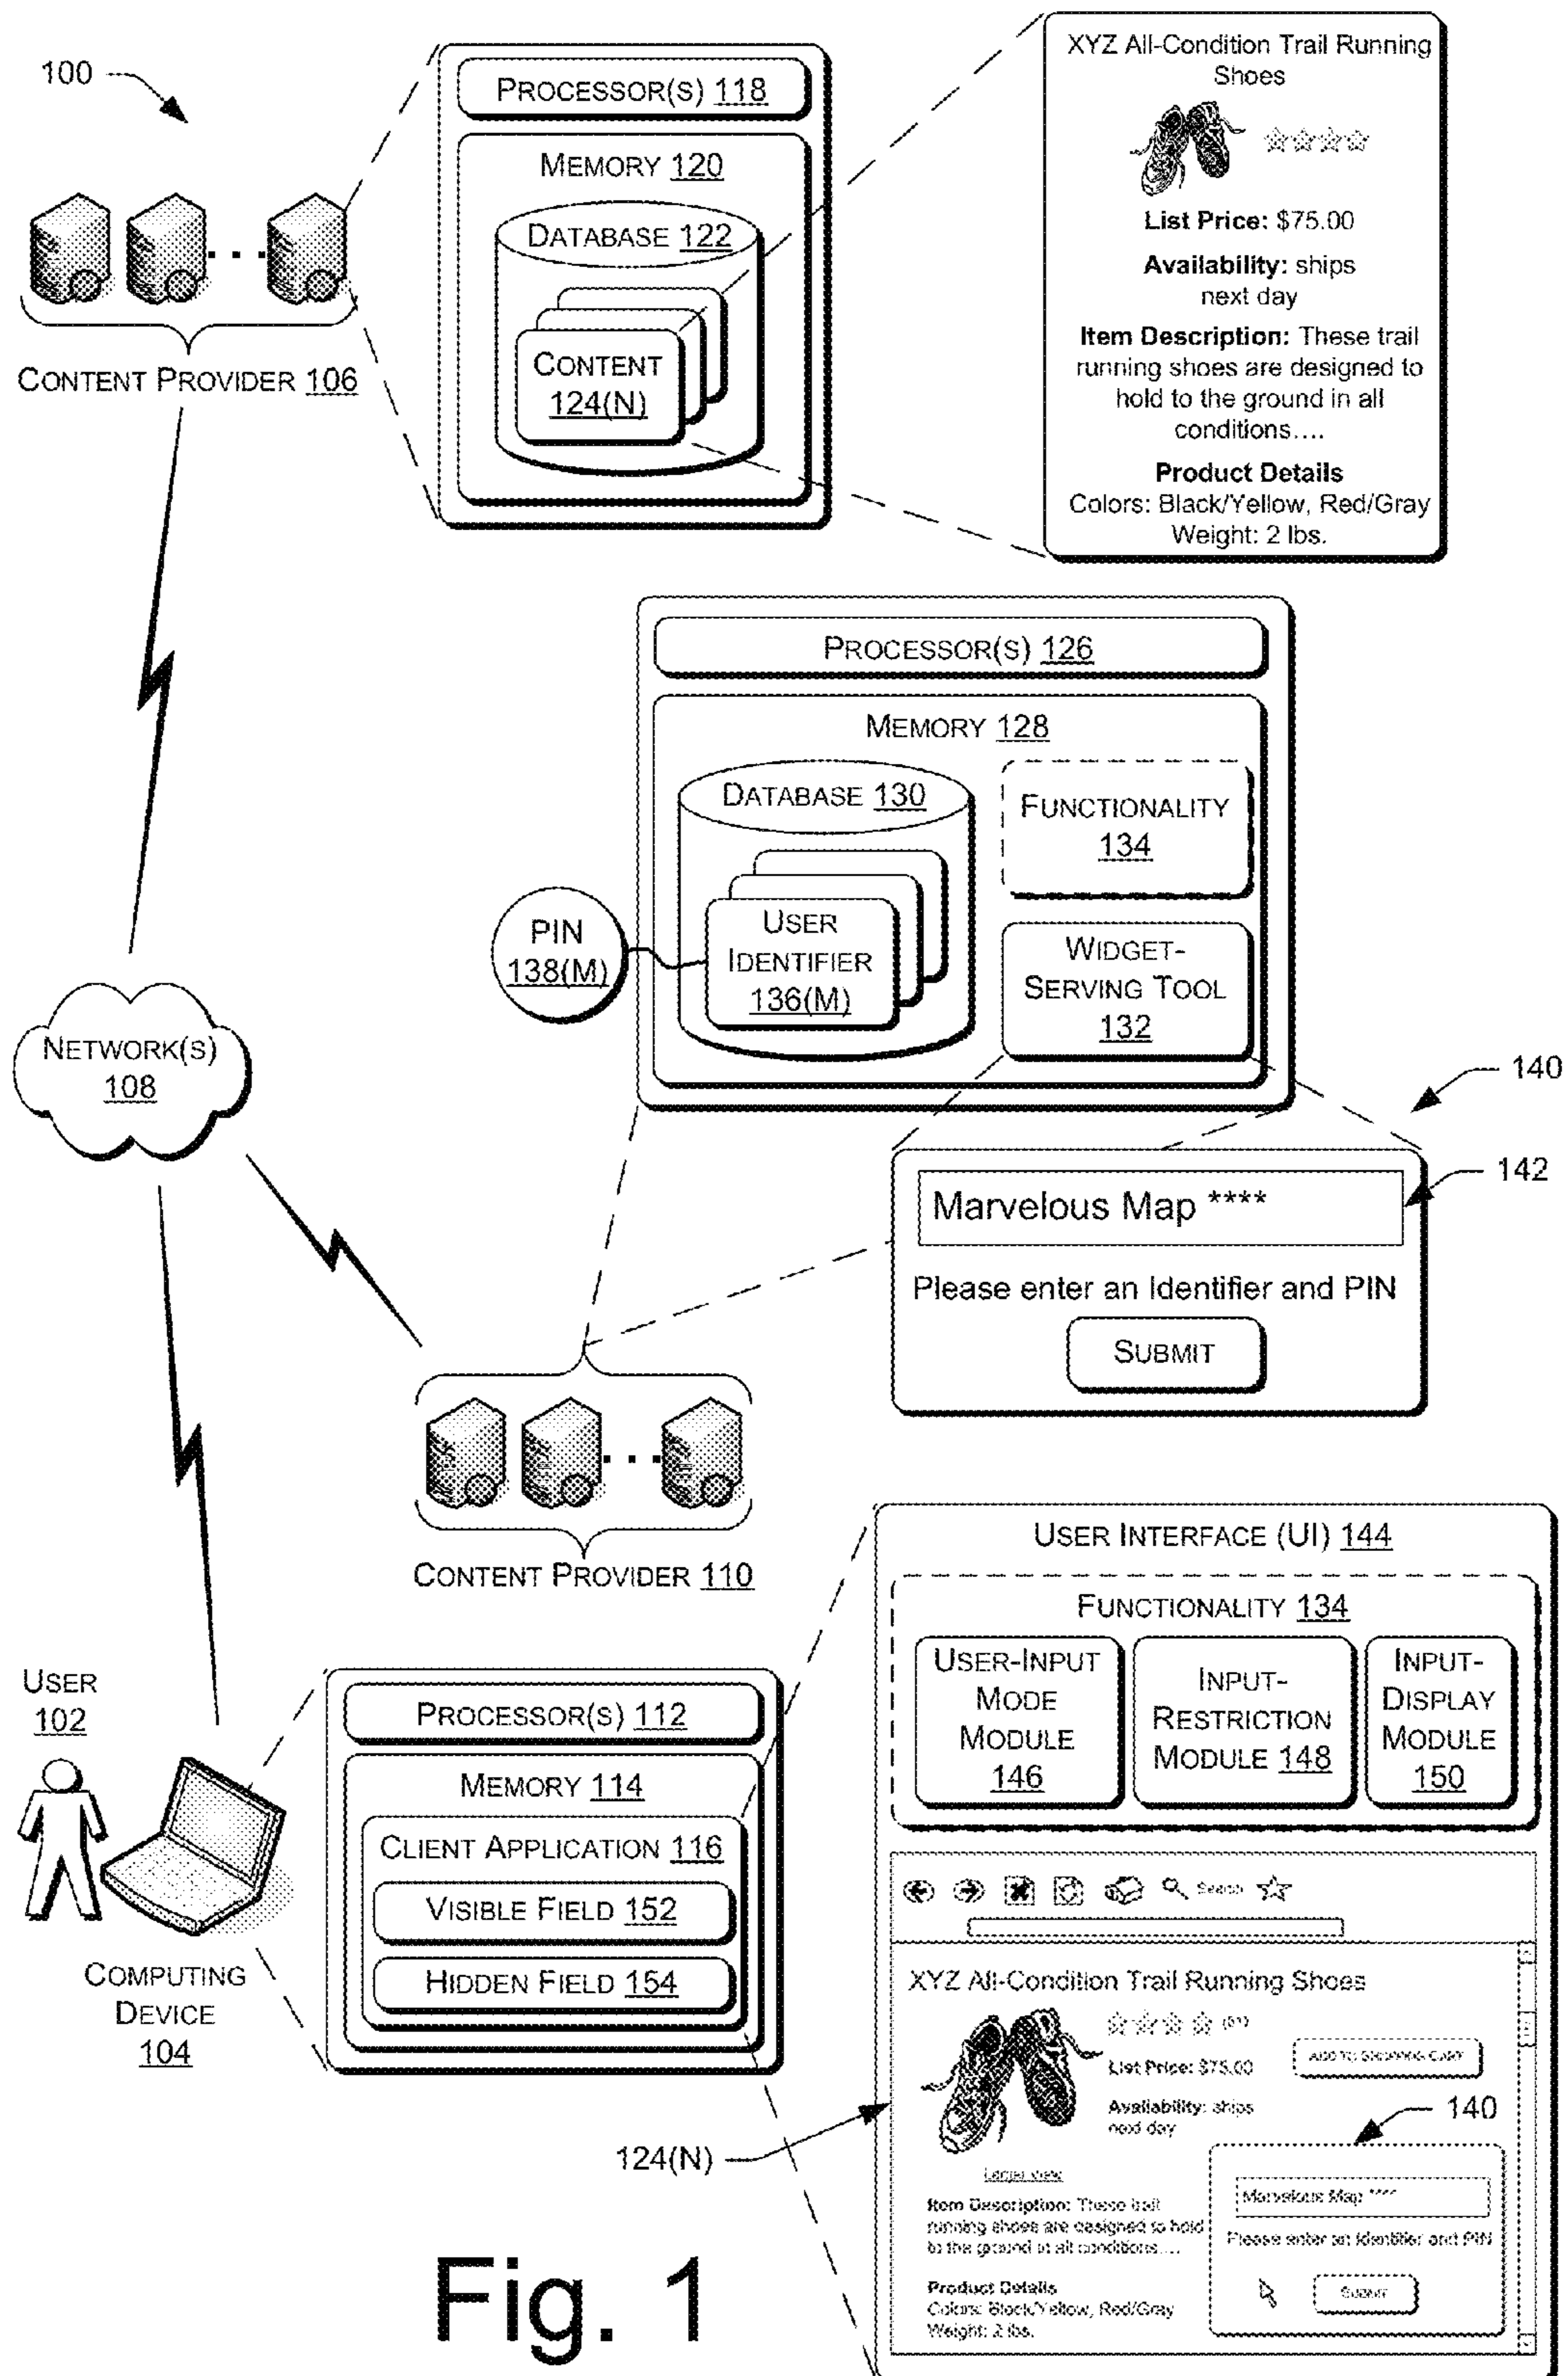 100
PROCESSOR(S) 118
MEMORY 120
DATABASE 122
CONTENT
124(N)
CONTENT PROVIDER 106
XYZ All-Condition Trail Running
Shoes
List Price: $75.00
Availability: ships
next day
Item Description: These trail
running shoes are designed to
hold to the ground in all
conditions....
Product Details
Colors: Black/Yellow, Red/Gray
Weight: 2 lbs.
PROCESSOR(S) 126
MEMORY 128
DATABASE 130
FUNCTIONALITY
134
PIN
138(M)
USER
IDENTIFIER
136(M)
WIDGET-
SERVING TOOL
132
NETWORK(S)
108
140
142
Marvelous Map ****
Please enter an Identifier and PIN
SUBMIT
CONTENT PROVIDER 110
USER
102
COMPUTING
DEVICE
104
PROCESSOR(S) 112
MEMORY 114
CLIENT APPLICATION 116
VISIBLE FIELD 152
HIDDEN FIELD 154
USER INTERFACE (UI) 144
FUNCTIONALITY 134
USER-INPUT
MODE
MODULE
146
INPUT-
RESTRICTION
MODULE 148
INPUT-
DISPLAY
MODULE
150
Search
XYZ All-Condition Trail Running Shoes
List Price: $75.00
ADD TO SHOPPING CART
Availability: ships
next day
140
124(N)
Larger view
Marvelous Map ****
Item Description: These trail
running shoes are designed to hold
to the ground in all conditions....
Please enter an Identifier and PIN
Submit
Product Details
Colors: Black/Yellow, Red/Gray
Weight: 2 lbs.
Fig. 1